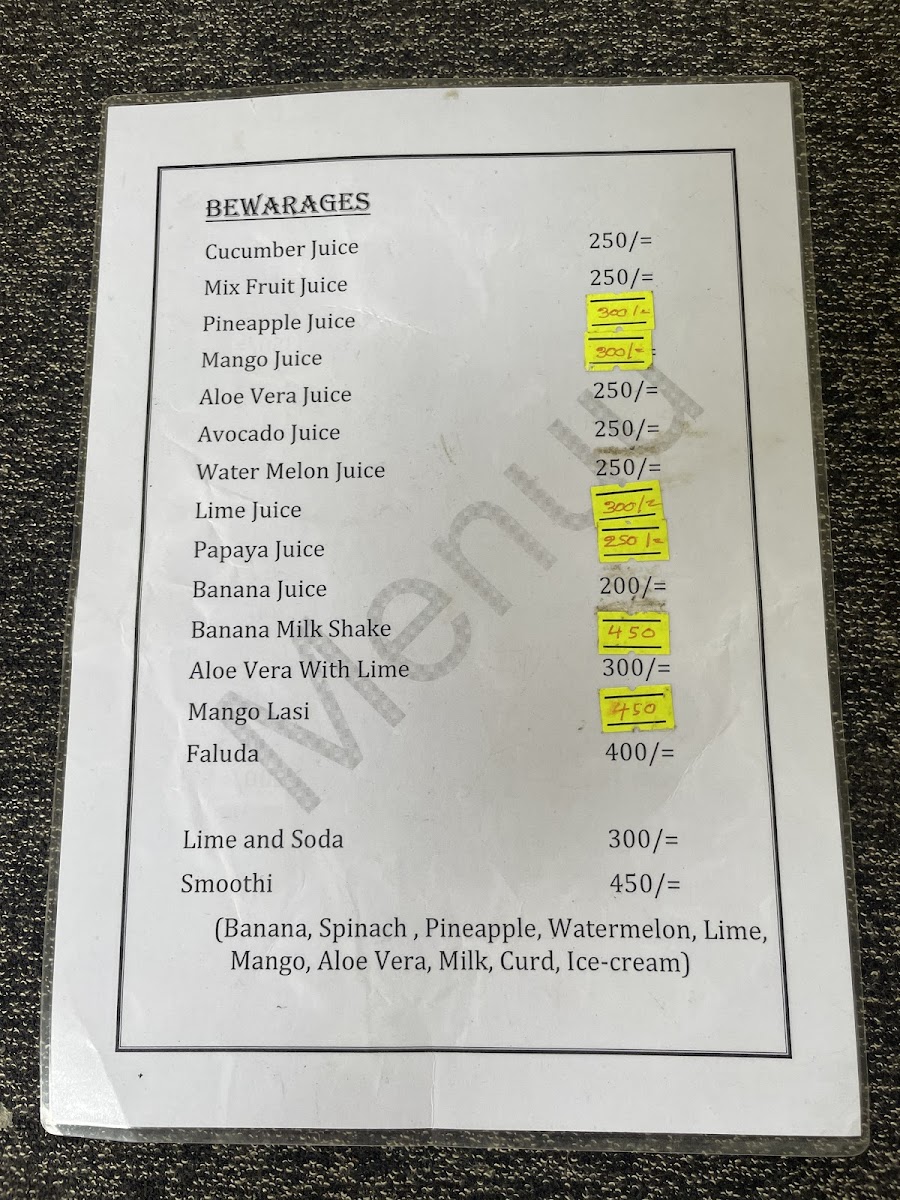 BEWARAGES
Cucumber Juice 250/=
Mix Fruit Juice 250/=
Pineapple Juice 300/=
Mango Juice 300/=
Aloe Vera Juice 250/=
Avocado Juice 250/=
Water Melon Juice 250/=
Lime Juice 300/=
Papaya Juice 250/=
Banana Juice 200/=
Banana Milk Shake 450
Aloe Vera With Lime 300/=
Mango Lasi 450
Faluda 400/=
Lime and Soda 300/=
Smoothi 450/=
(Banana, Spinach , Pineapple, Watermelon, Lime,
Mango, Aloe Vera, Milk, Curd, Ice-cream)
Menuu